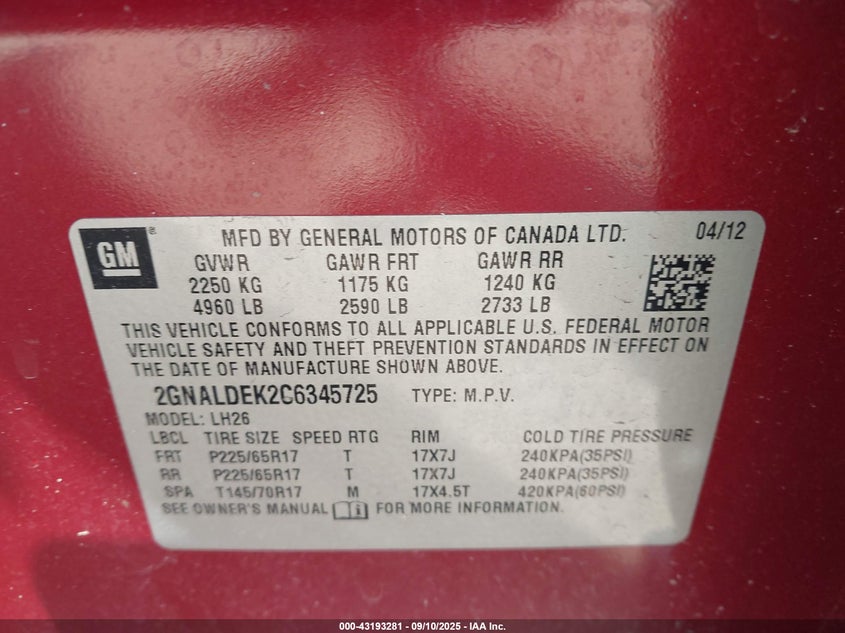 GM ®
MFD BY GENERAL MOTORS OF CANADA LTD. 04/12
GVWR GAWR FRT GAWR RR
2250 KG 1175 KG 1240 KG
4960 LB 2590 LB 2733 LB
THIS VEHICLE CONFORMS TO ALL APPLICABLE U.S. FEDERAL MOTOR
VEHICLE SAFETY AND THEFT PREVENTION STANDARDS IN EFFECT ON
THE DATE OF MANUFACTURE SHOWN ABOVE.
2GNALDEK2C6345725 TYPE: M.P.V.
MODEL: LH26
LBCL TIRE SIZE SPEED RTG RIM COLD TIRE PRESSURE
FRT P225/65R17 T 17X7J 240KPA(35PSI)
RR P225/65R17 T 17X7J 240KPA(35PSI)
SPA T145/70R17 M 17X4.5T 420KPA(60PSI)
SEE OWNER'S MANUAL FOR MORE INFORMATION.
000-43193281 - 09/10/2025 - IAA Inc.